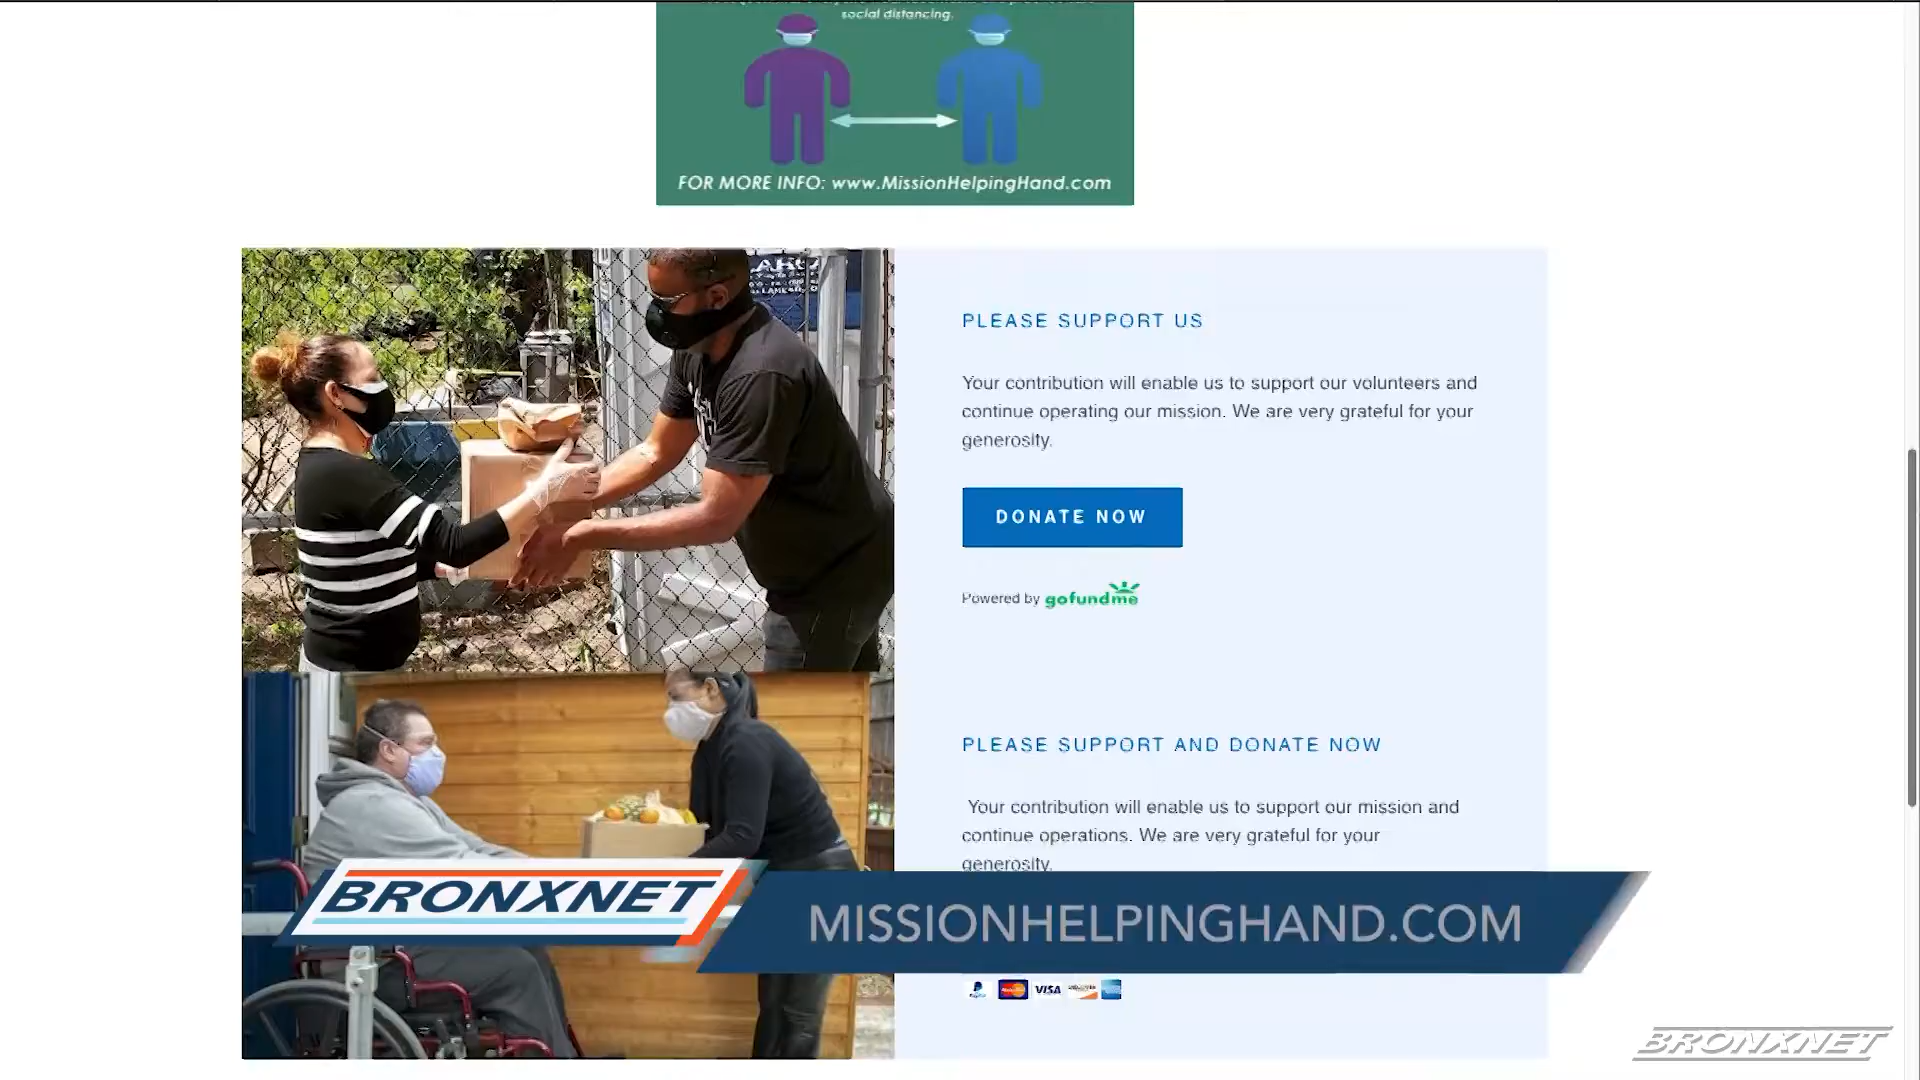 social distancing.
FOR MORE INFO: www.MissionHelpingHand.com
PLEASE SUPPORT US
Your contribution will enable us to support our volunteers and
continue operating our mission. We are very grateful for your
generosity.
DONATE NOW
Powered by gofundme
PLEASE SUPPORT AND DONATE NOW
Your contribution will enable us to support our mission and
continue operations. We are very grateful for your
generosity.
BRONXNET
MISSIONHELPINGHAND.COM
PayPal MasterCard VISA DISCOVER
BRONXNET